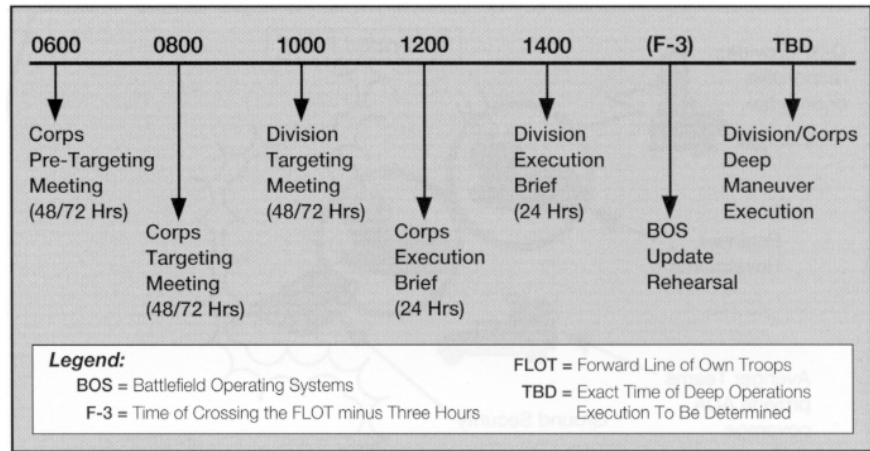 0600 0800 1000 1200 1400 (F-3) TBD
Corps
Pre-Targeting
Meeting
(48/72 Hrs)
Corps
Targeting
Meeting
(48/72 Hrs)
Division
Targeting
Meeting
(48/72 Hrs)
Corps
Execution
Brief
(24 Hrs)
Division
Execution
Brief
(24 Hrs)
BOS
Update
Rehearsal
Division/Corps
Deep
Maneuver
Execution
Legend:
BOS = Battlefield Operating Systems
F-3 = Time of Crossing the FLOT minus Three Hours
FLOT = Forward Line of Own Troops
TBD = Exact Time of Deep Operations
Execution To Be Determined